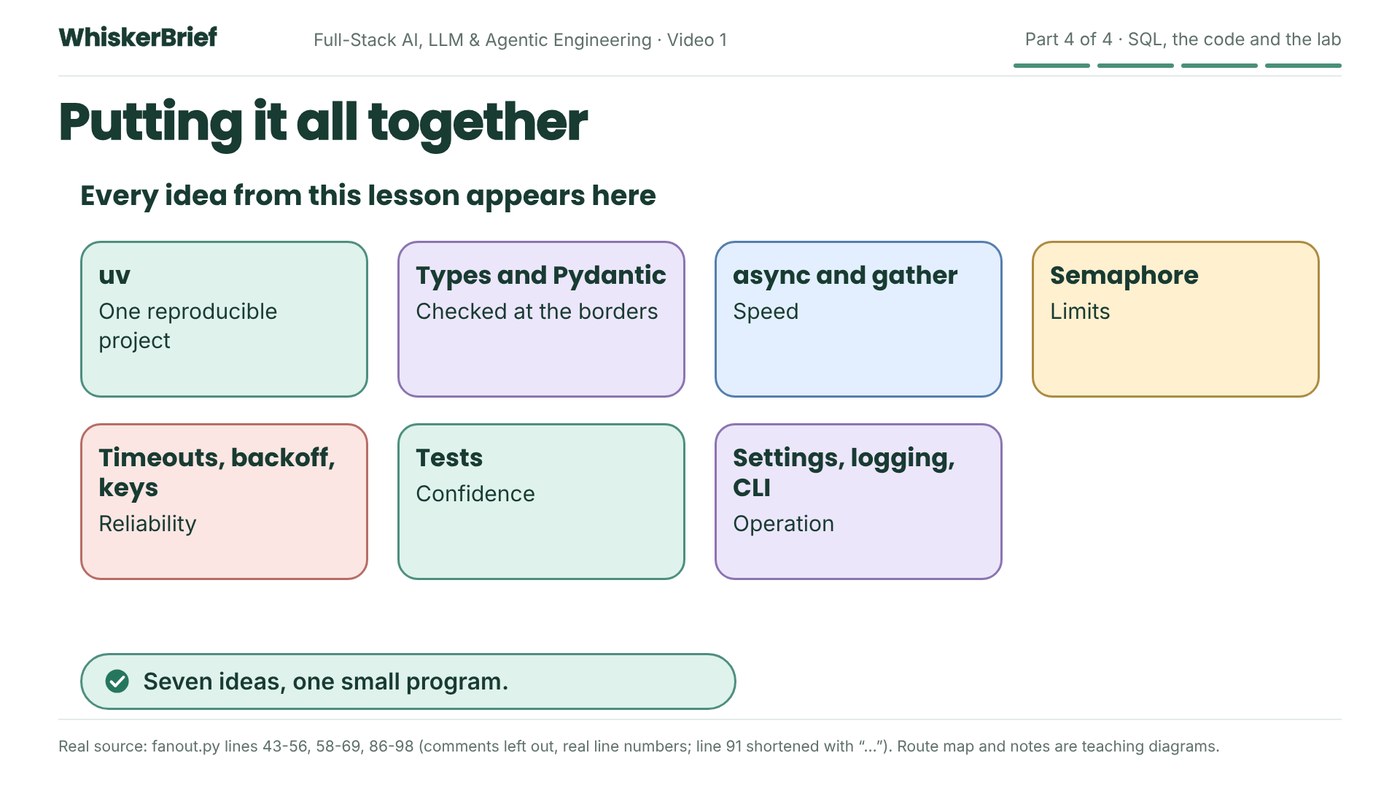 WhiskerBrief
Full-Stack AI, LLM & Agentic Engineering · Video 1
Part 4 of 4 · SQL, the code and the lab
Putting it all together
Every idea from this lesson appears here
uv
One reproducible
project
Types and Pydantic
Checked at the borders
async and gather
Speed
Semaphore
Limits
Timeouts, backoff,
keys
Reliability
Tests
Confidence
Settings, logging,
CLI
Operation
Seven ideas, one small program.
Real source: fanout.py lines 43-56, 58-69, 86-98 (comments left out, real line numbers; line 91 shortened with “…”). Route map and notes are teaching diagrams.